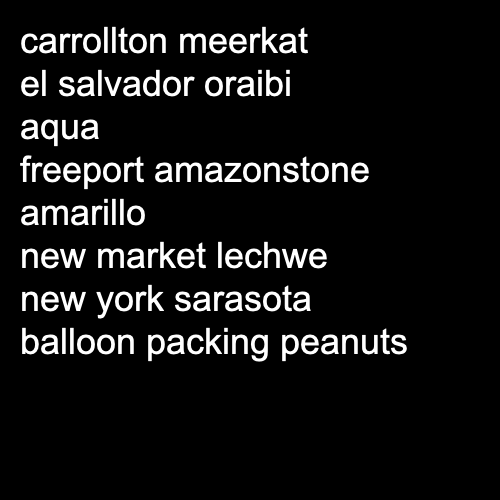 carrollton meerkat
el salvador oraibi
aqua
freeport amazonstone
amarillo
new market lechwe
new york sarasota
balloon packing peanuts